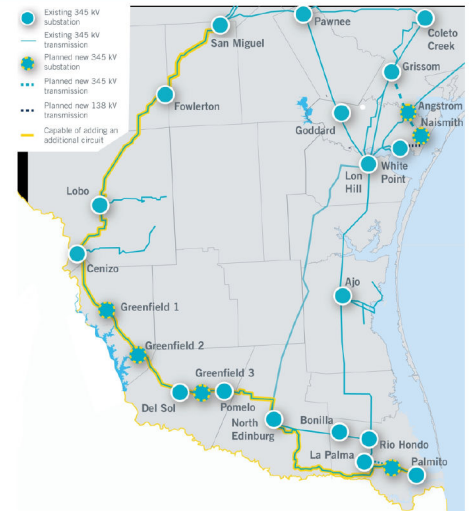 Existing 345 kV
substation
Existing 345 kV
transmission
Planned new 345 kV
substation
Planned new 345 kV
transmission
Planned new 138 kV
transmission
Capable of adding an
additional circuit
Pawnee
San Miguel
Coleto
Creek
Grissom
Fowlerton
Angstrom
Naismith
Goddard
Lon
Hill
White
Point
Lobo
Cenizo
Ajo
Greenfield 1
Greenfield 2
Greenfield 3
Del Sol
Pomelo
North
Edinburg
Bonilla
Rio Hondo
La Palma
Palmito